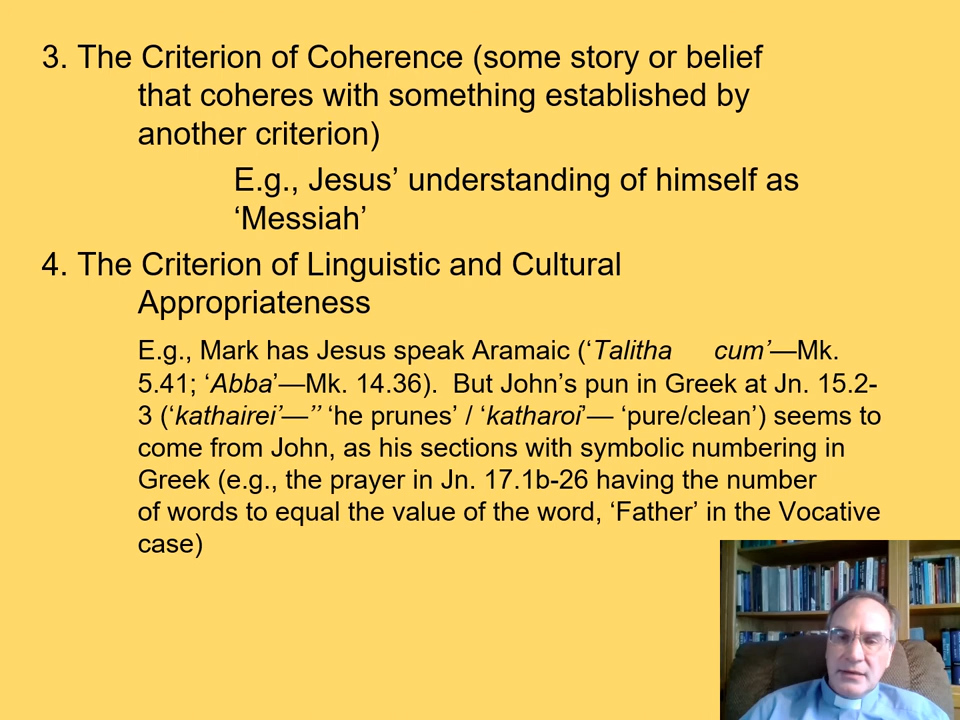 3. The Criterion of Coherence (some story or belief
that coheres with something established by
another criterion)
E.g., Jesus’ understanding of himself as
‘Messiah’
4. The Criterion of Linguistic and Cultural
Appropriateness
E.g., Mark has Jesus speak Aramaic (‘Talitha cum’—Mk.
5.41; ‘Abba’—Mk. 14.36). But John’s pun in Greek at Jn. 15.2-
3 (‘kathairei’—’’ ‘he prunes’ / ‘katharoi’— ‘pure/clean’) seems to
come from John, as his sections with symbolic numbering in
Greek (e.g., the prayer in Jn. 17.1b-26 having the number
of words to equal the value of the word, ‘Father’ in the Vocative
case)